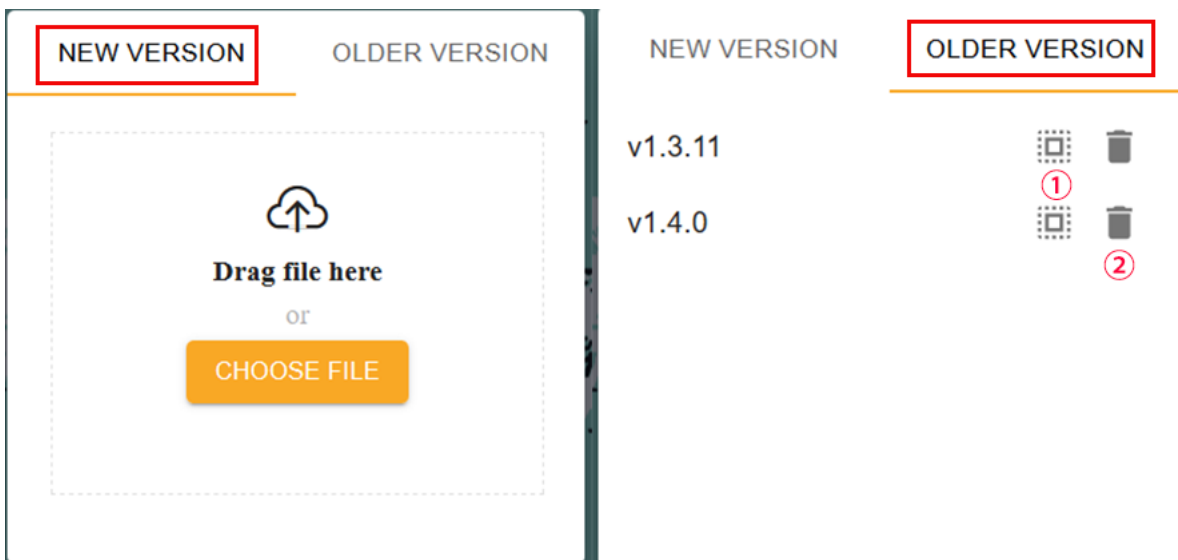 NEW VERSION OLDER VERSION
Drag file here
or
CHOOSE FILE
NEW VERSION OLDER VERSION
v1.3.11
①
v1.4.0
②